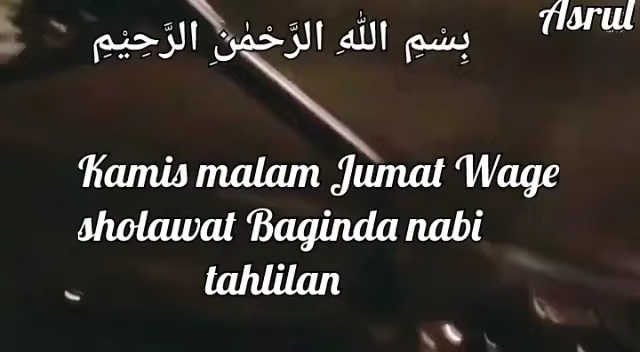 Asrul
بِسْمِ اللّٰهِ الرَّحْمٰنِ الرَّحِيْمِ
Kamis malam Jumat Wage
sholawat Baginda nabi
tahlilan